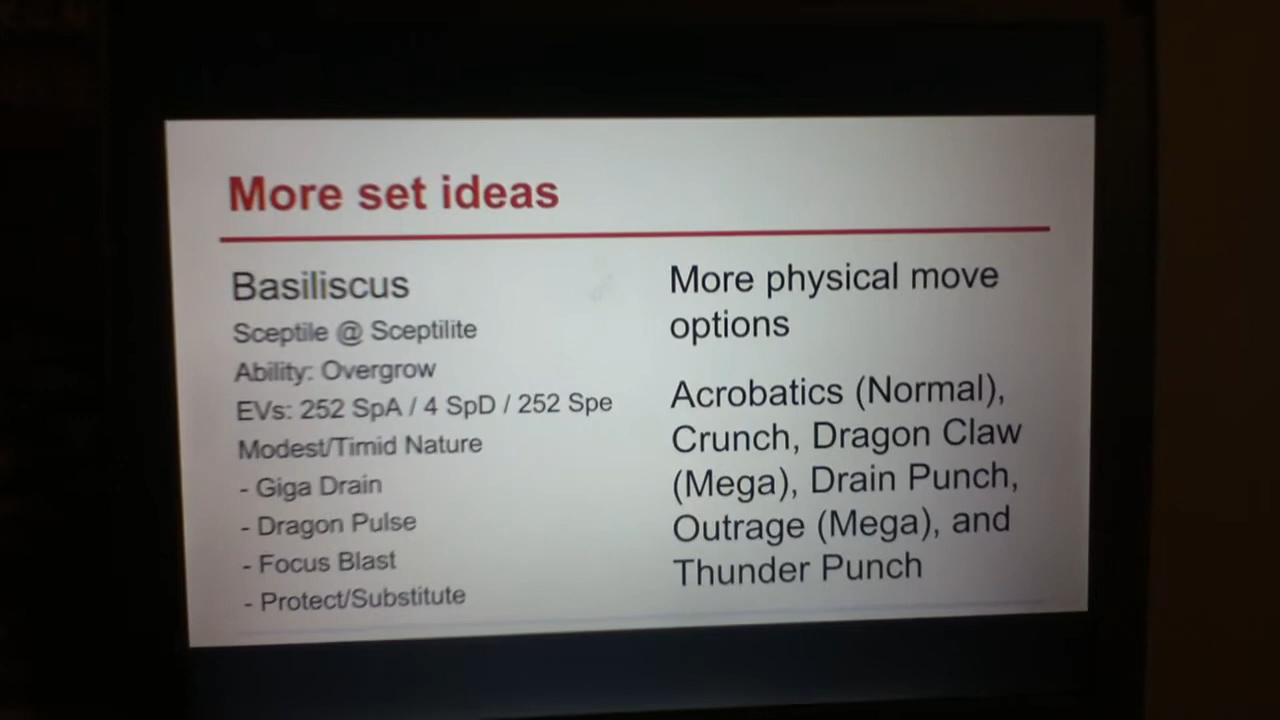 More set ideas
Basiliscus
Sceptile @ Sceptilite
Ability: Overgrow
EVs: 252 SpA / 4 SpD / 252 Spe
Modest/Timid Nature
- Giga Drain
- Dragon Pulse
- Focus Blast
- Protect/Substitute
More physical move
options
Acrobatics (Normal),
Crunch, Dragon Claw
(Mega), Drain Punch,
Outrage (Mega), and
Thunder Punch